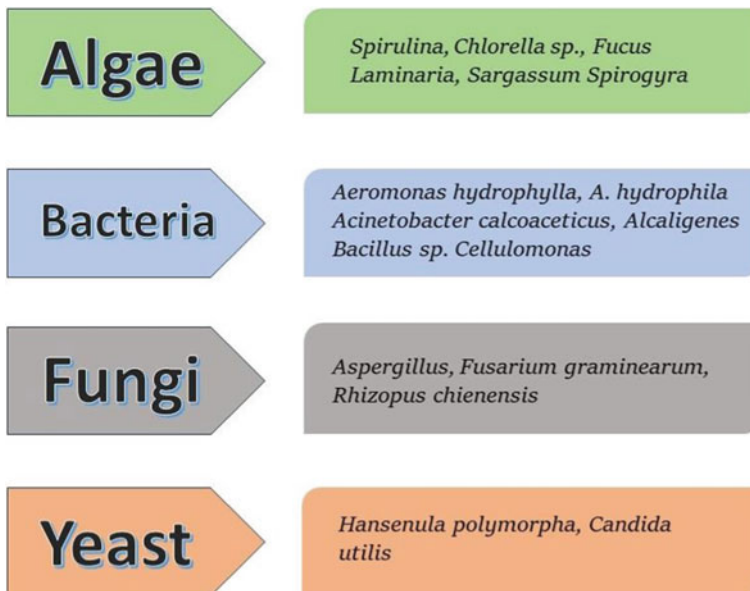 Algae
Spirulina, Chlorella sp., Fucus
Laminaria, Sargassum Spirogyra
Bacteria
Aeromonas hydrophylla, A. hydrophila
Acinetobacter calcoaceticus, Alcaligenes
Bacillus sp. Cellulomonas
Fungi
Aspergillus, Fusarium graminearum,
Rhizopus chienensis
Yeast
Hansenula polymorpha, Candida
utilis